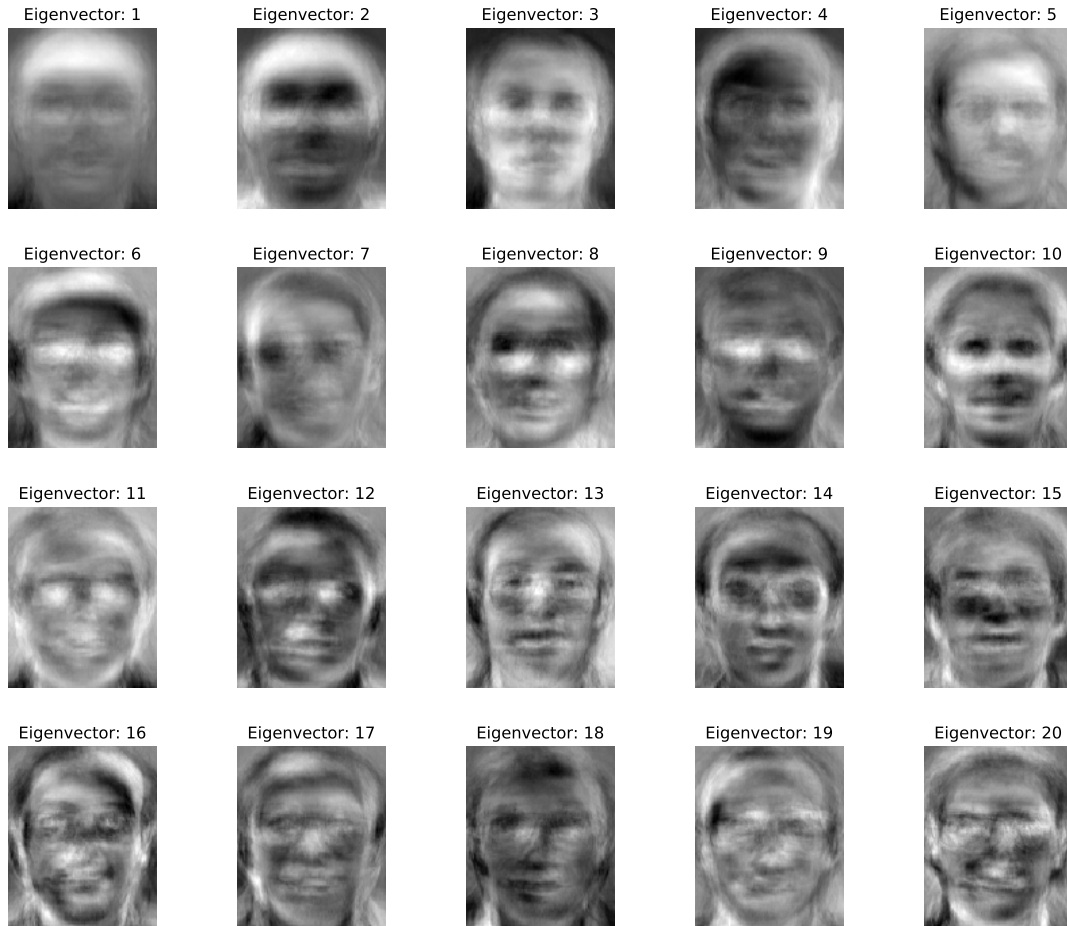 Eigenvector: 1
Eigenvector: 2
Eigenvector: 3
Eigenvector: 4
Eigenvector: 5
Eigenvector: 6
Eigenvector: 7
Eigenvector: 8
Eigenvector: 9
Eigenvector: 10
Eigenvector: 11
Eigenvector: 12
Eigenvector: 13
Eigenvector: 14
Eigenvector: 15
Eigenvector: 16
Eigenvector: 17
Eigenvector: 18
Eigenvector: 19
Eigenvector: 20